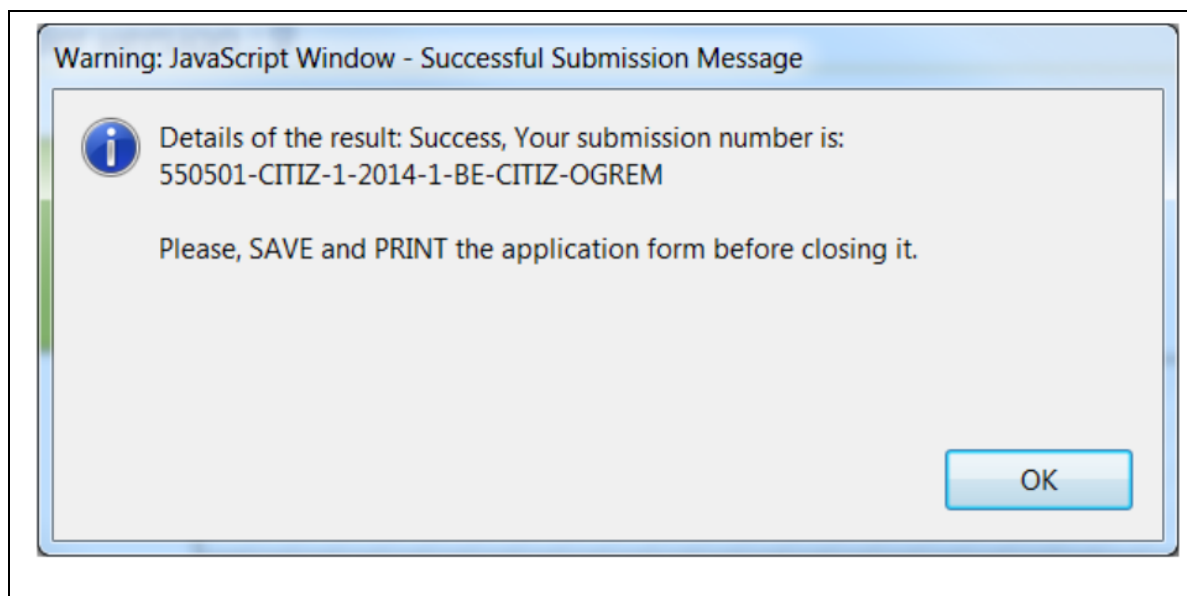 Warning: JavaScript Window - Successful Submission Message
Details of the result: Success, Your submission number is:
550501-CITIZ-1-2014-1-BE-CITIZ-OGREM
Please, SAVE and PRINT the application form before closing it.
OK